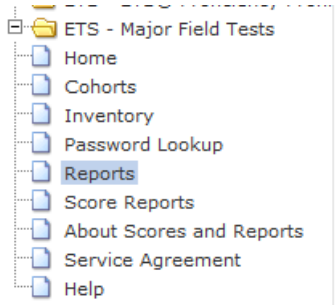 ETS - Major Field Tests
Home
Cohorts
Inventory
Password Lookup
Reports
Score Reports
About Scores and Reports
Service Agreement
Help